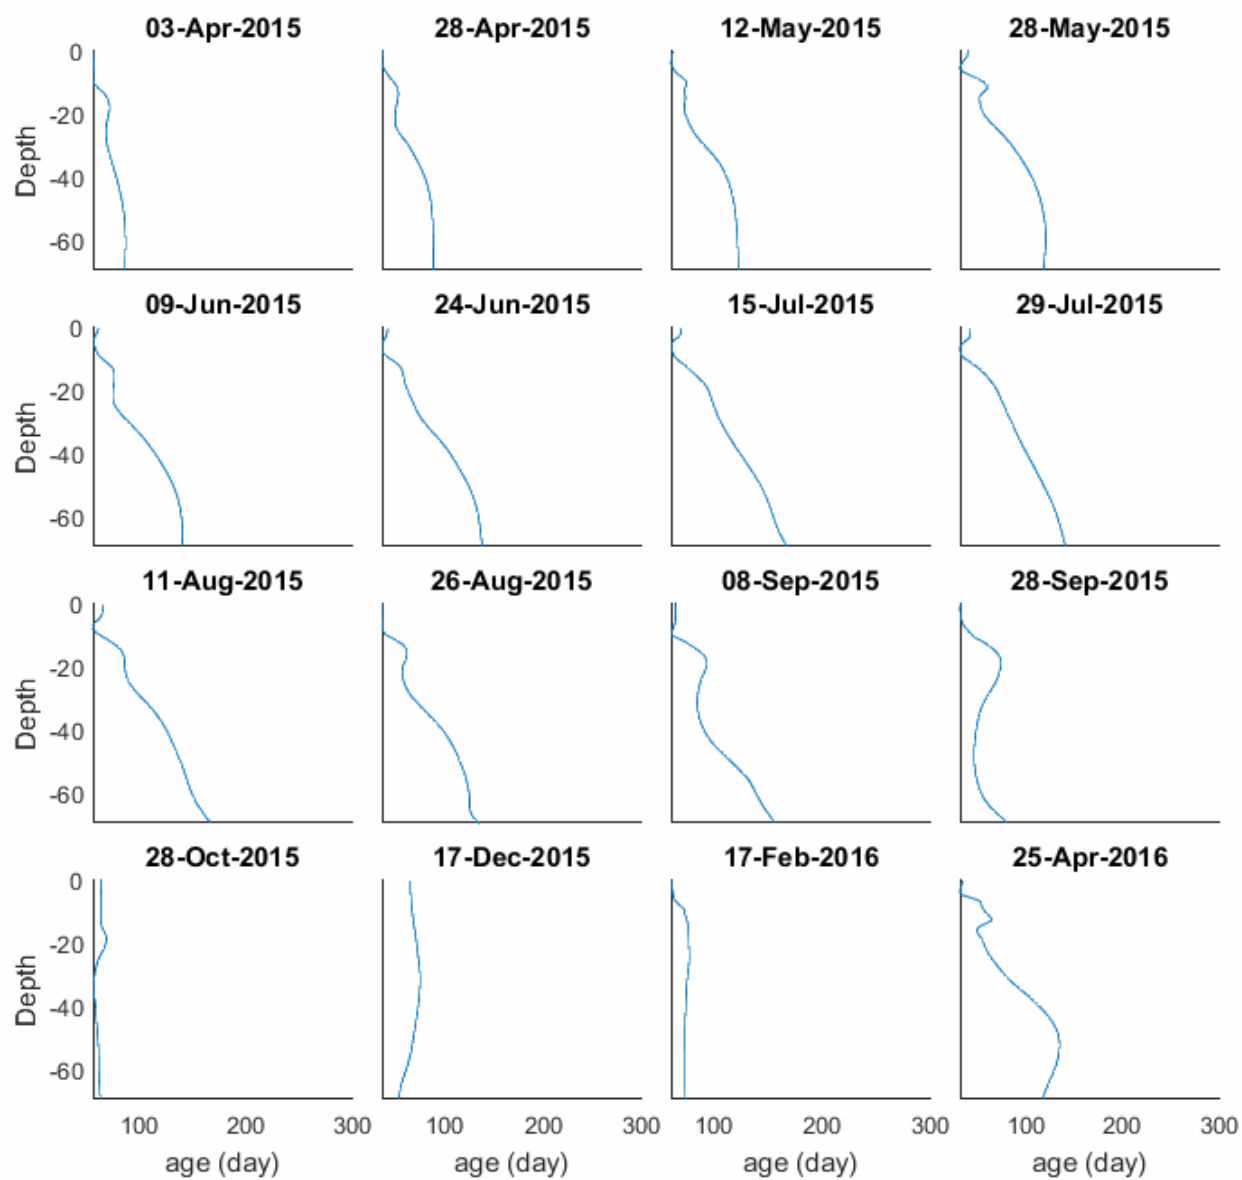 03-Apr-2015 28-Apr-2015 12-May-2015 28-May-2015
0
-20
-40
-60
Depth
09-Jun-2015 24-Jun-2015 15-Jul-2015 29-Jul-2015
0
-20
-40
-60
Depth
11-Aug-2015 26-Aug-2015 08-Sep-2015 28-Sep-2015
0
-20
-40
-60
Depth
28-Oct-2015 17-Dec-2015 17-Feb-2016 25-Apr-2016
0
-20
-40
-60
Depth
100 200 300 100 200 300 100 200 300 100 200 300
age (day) age (day) age (day) age (day)